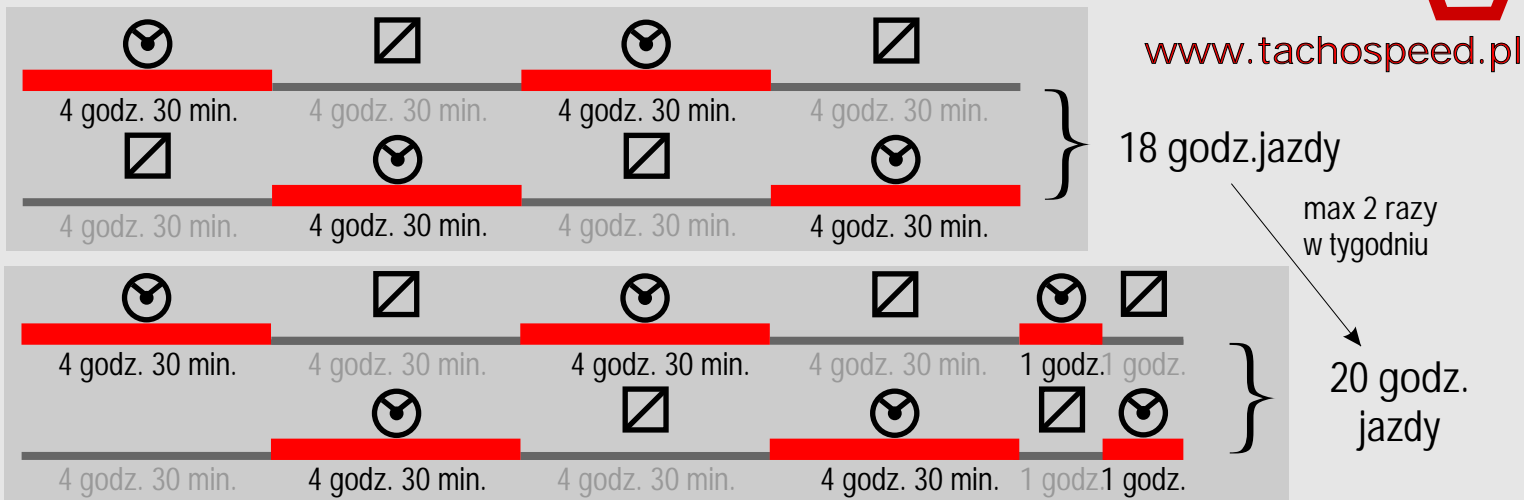 www.tachospeed.pl
4 godz. 30 min. 4 godz. 30 min. 4 godz. 30 min. 4 godz. 30 min.
4 godz. 30 min. 4 godz. 30 min. 4 godz. 30 min. 4 godz. 30 min.
18 godz.jazdy
max 2 razy
w tygodniu
4 godz. 30 min. 4 godz. 30 min. 4 godz. 30 min. 4 godz. 30 min. 1 godz. 1 godz.
4 godz. 30 min. 4 godz. 30 min. 4 godz. 30 min. 4 godz. 30 min. 1 godz. 1 godz.
20 godz.
jazdy